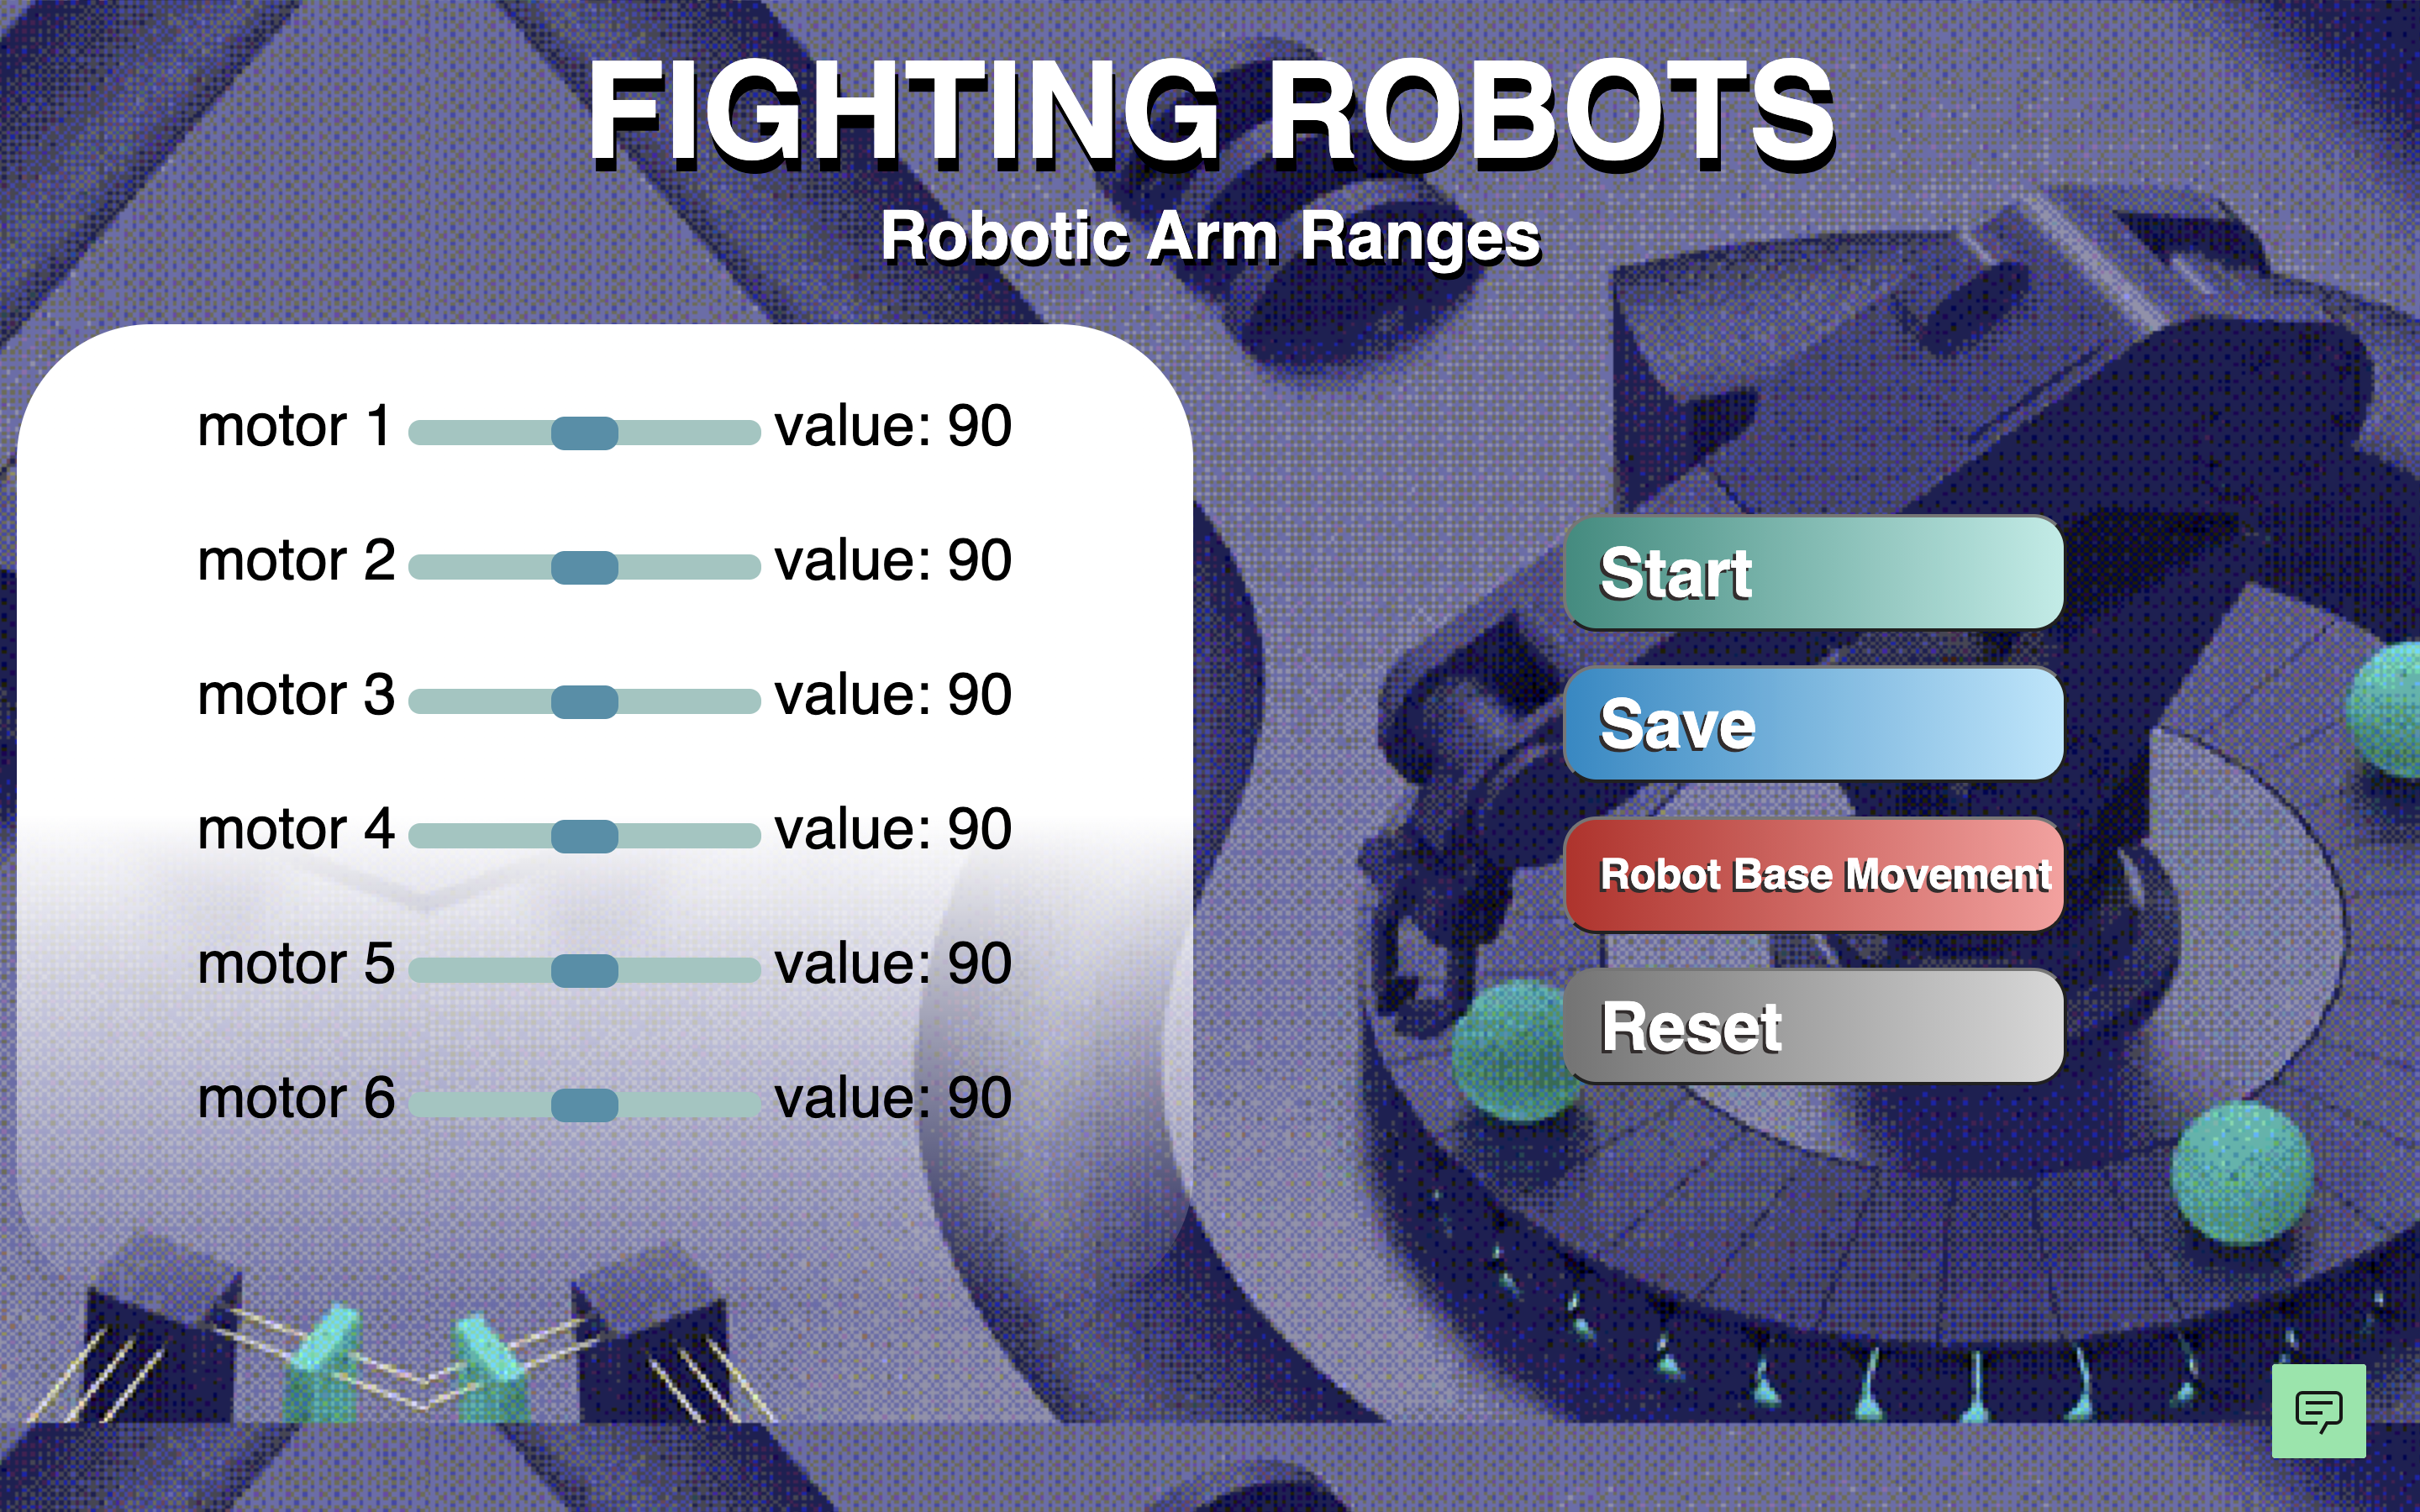 FIGHTING ROBOTS
Robotic Arm Ranges
motor 1 value: 90
motor 2 value: 90
motor 3 value: 90
motor 4 value: 90
motor 5 value: 90
motor 6 value: 90
Start
Save
Robot Base Movement
Reset